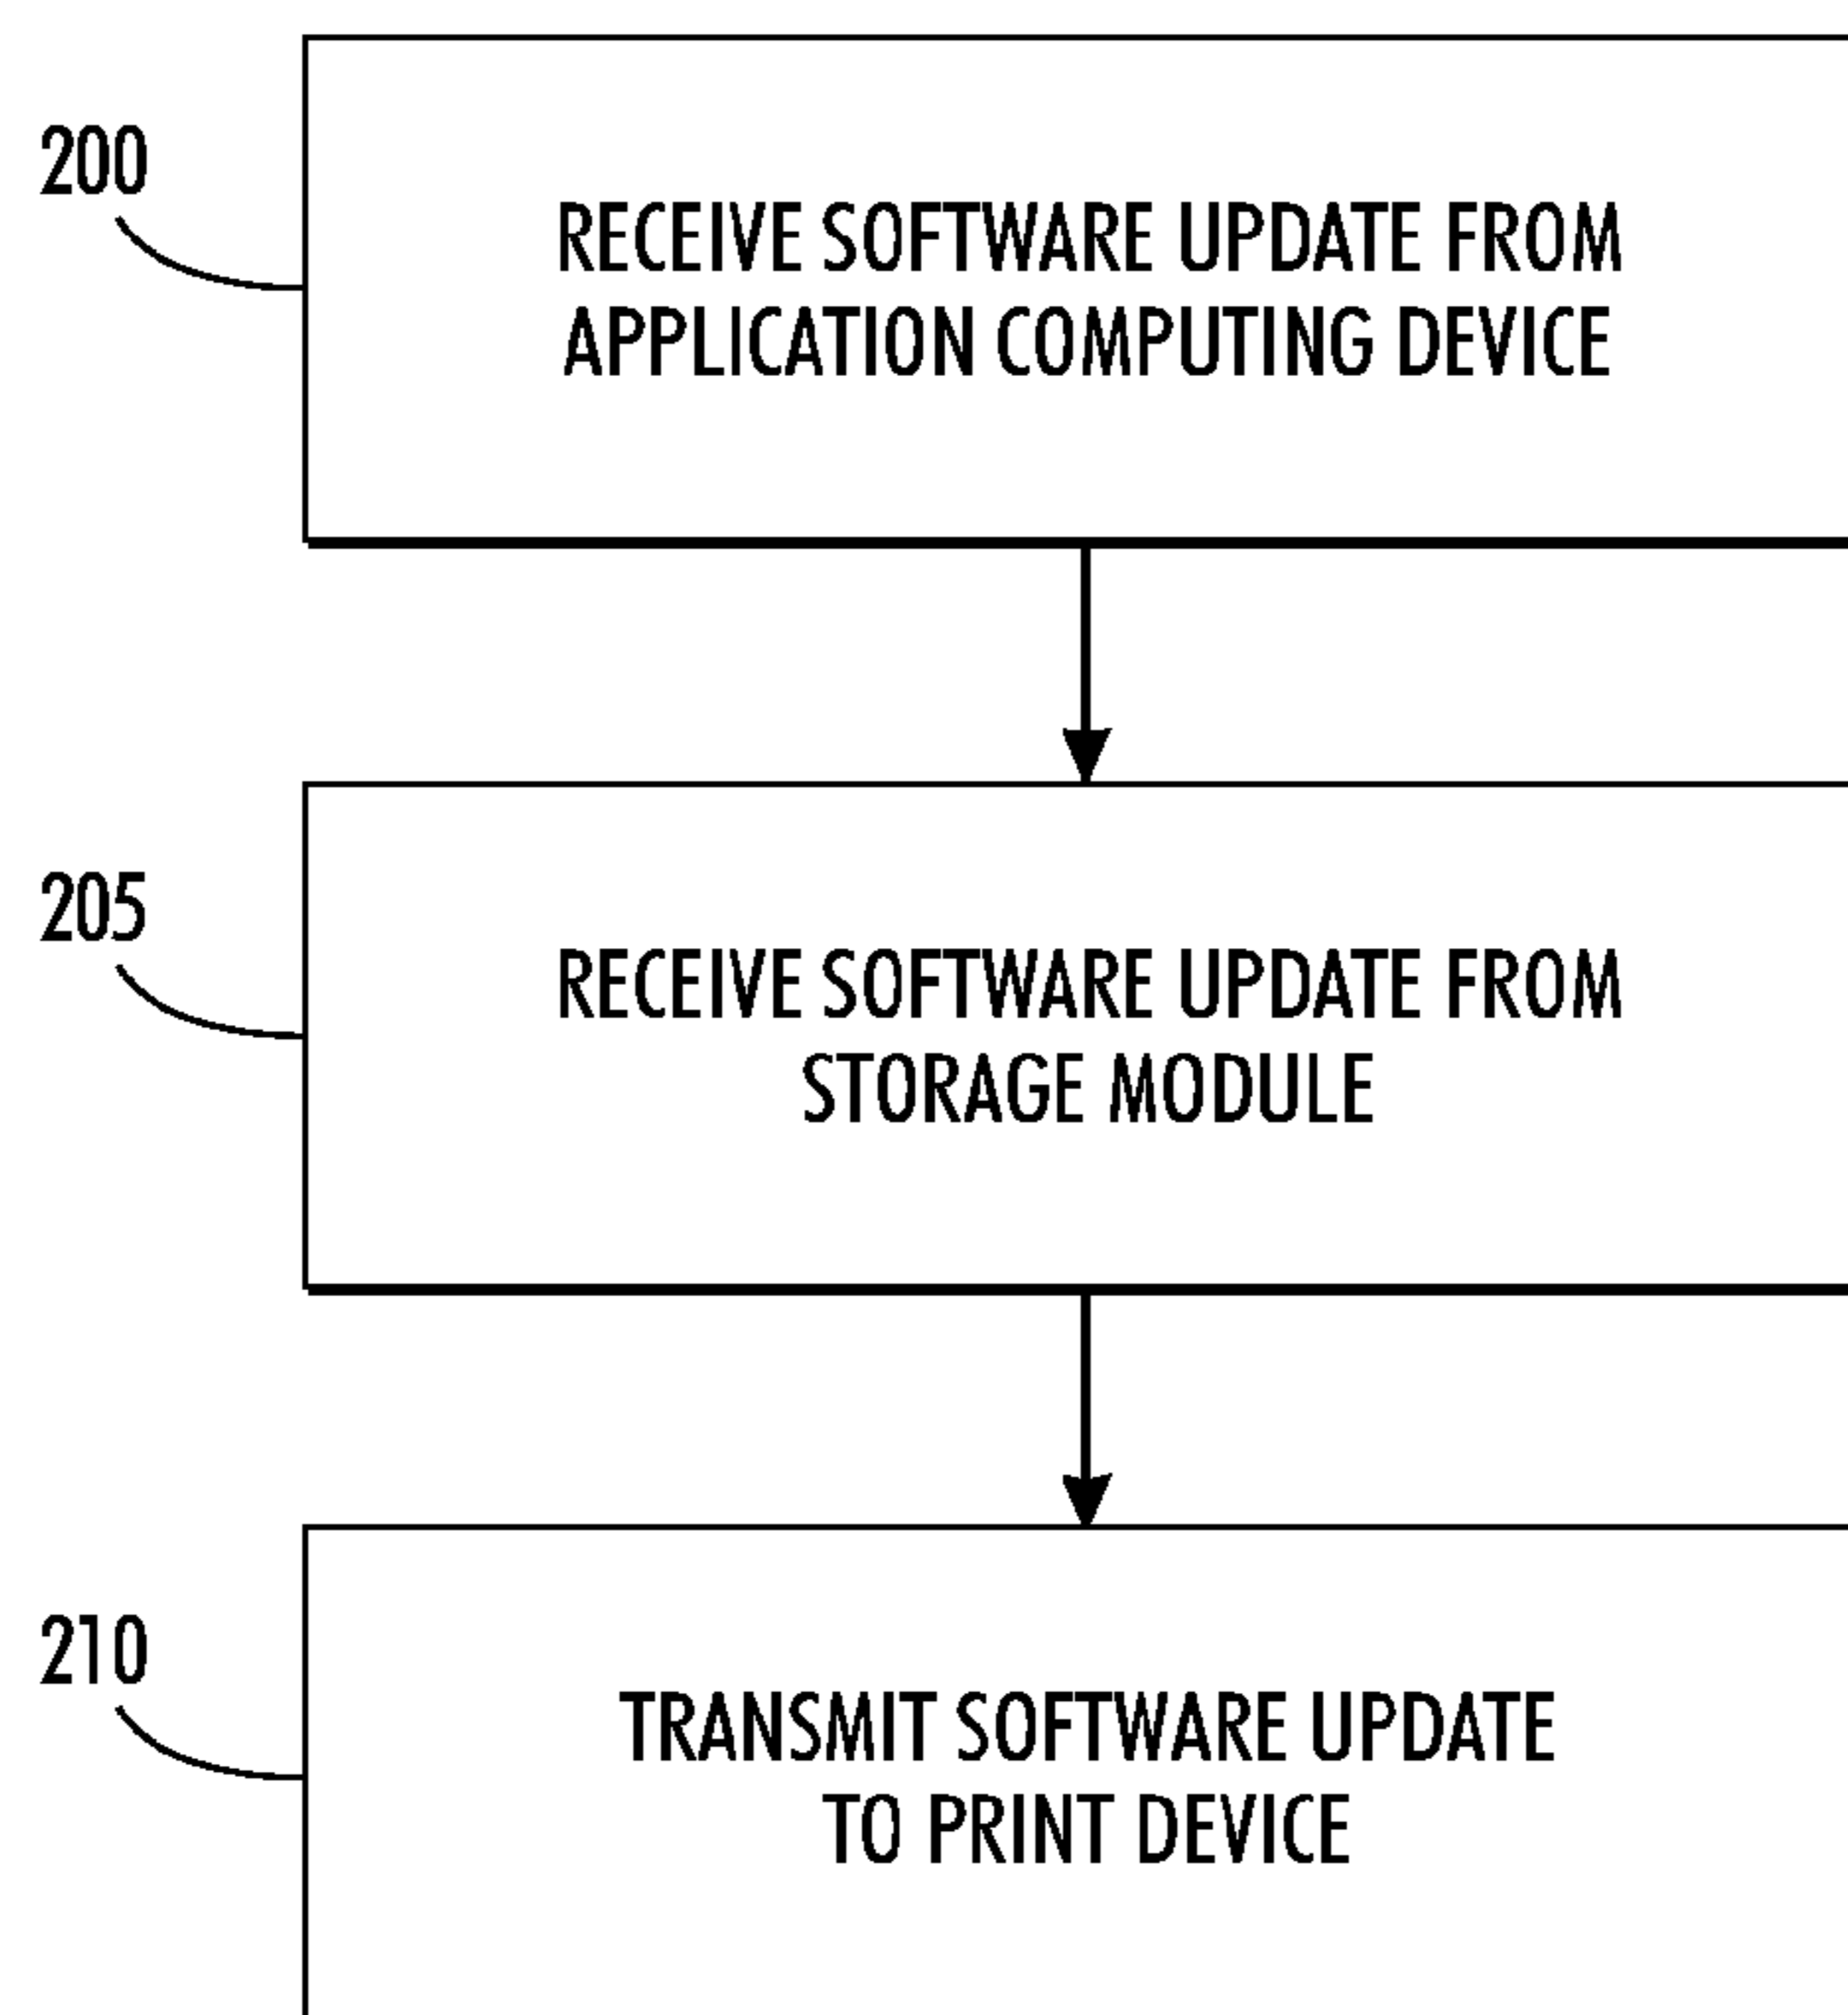 200
RECEIVE SOFTWARE UPDATE FROM
APPLICATION COMPUTING DEVICE
205
RECEIVE SOFTWARE UPDATE FROM
STORAGE MODULE
210
TRANSMIT SOFTWARE UPDATE
TO PRINT DEVICE